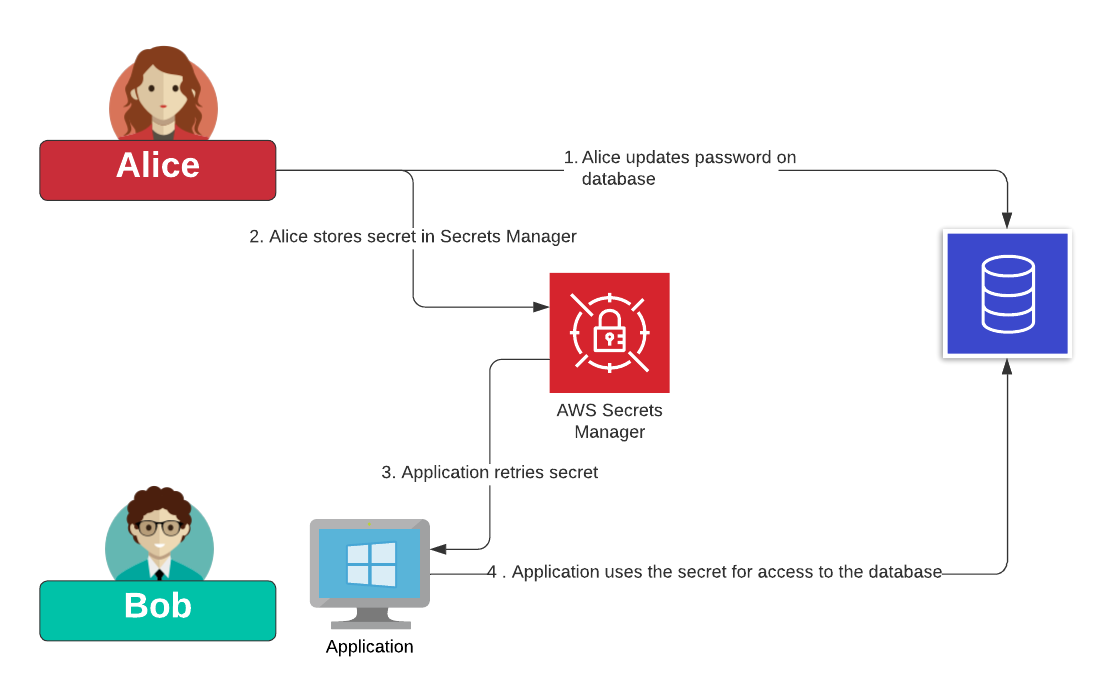 Alice
1. Alice updates password on
database
2. Alice stores secret in Secrets Manager
AWS Secrets
Manager
3. Application retries secret
Bob
4 . Application uses the secret for access to the database
Application